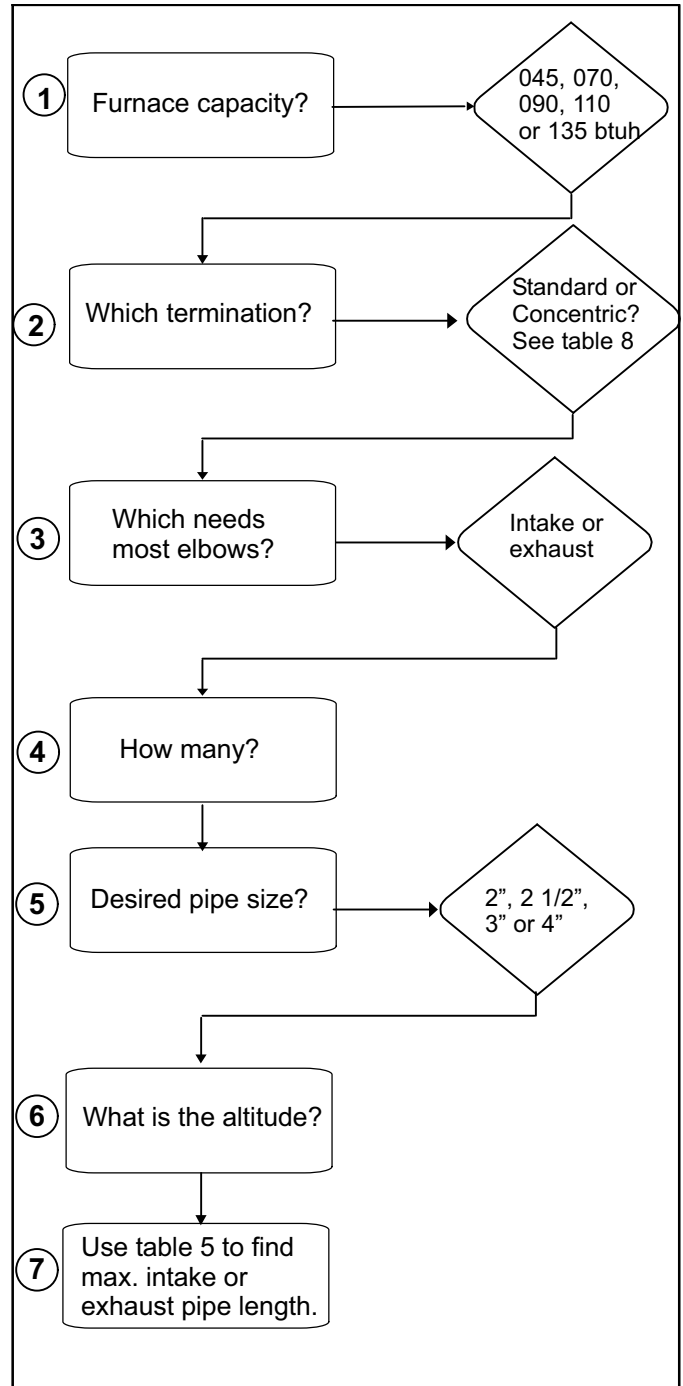 1
Furnace capacity?
045, 070,
090, 110
or 135 btuh
2
Which termination?
Standard or
Concentric?
See table 8
3
Which needs
most elbows?
Intake or
exhaust
4
How many?
5
Desired pipe size?
2”, 2 1/2”,
3” or 4”
6
What is the altitude?
7
Use table 5 to find
max. intake or
exhaust pipe length.